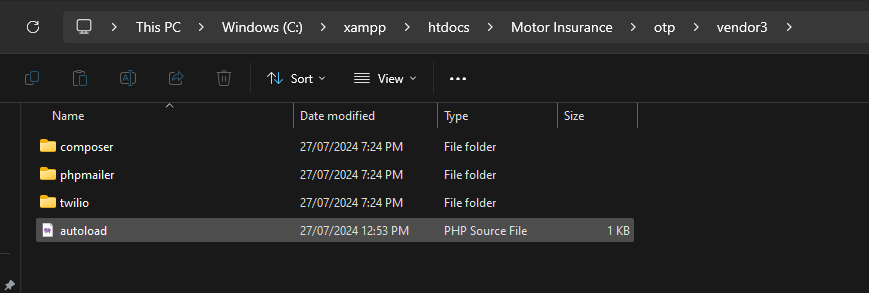 This PC > Windows (C:) > xampp > htdocs > Motor Insurance > otp > vendor3 >
Sort View ...
Name Date modified Type Size
composer 27/07/2024 7:24 PM File folder
phpmailer 27/07/2024 7:24 PM File folder
twilio 27/07/2024 7:24 PM File folder
autoload 27/07/2024 12:53 PM PHP Source File 1 KB